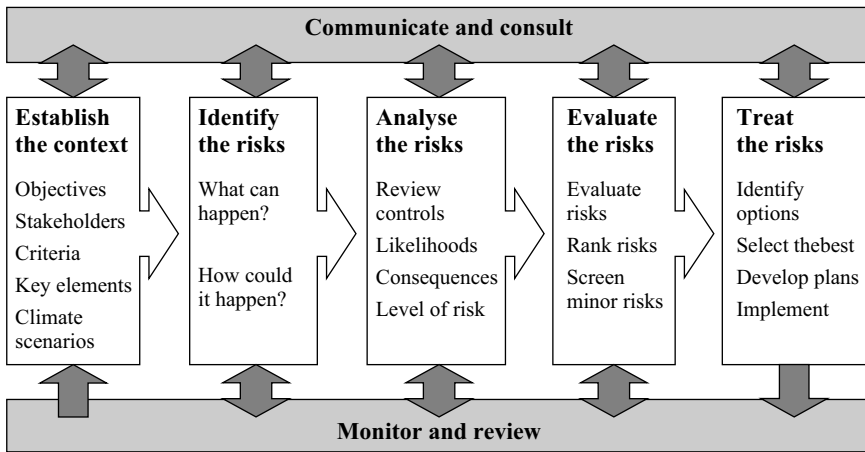 Communicate and consult
Establish
the context
Objectives
Stakeholders
Criteria
Key elements
Climate
scenarios
Identify
the risks
What can
happen?
How could
it happen?
Analyse
the risks
Review
controls
Likelihoods
Consequences
Level of risk
Evaluate
the risks
Evaluate
risks
Rank risks
Screen
minor risks
Treat
the risks
Identify
options
Select thebest
Develop plans
Implement
Monitor and review